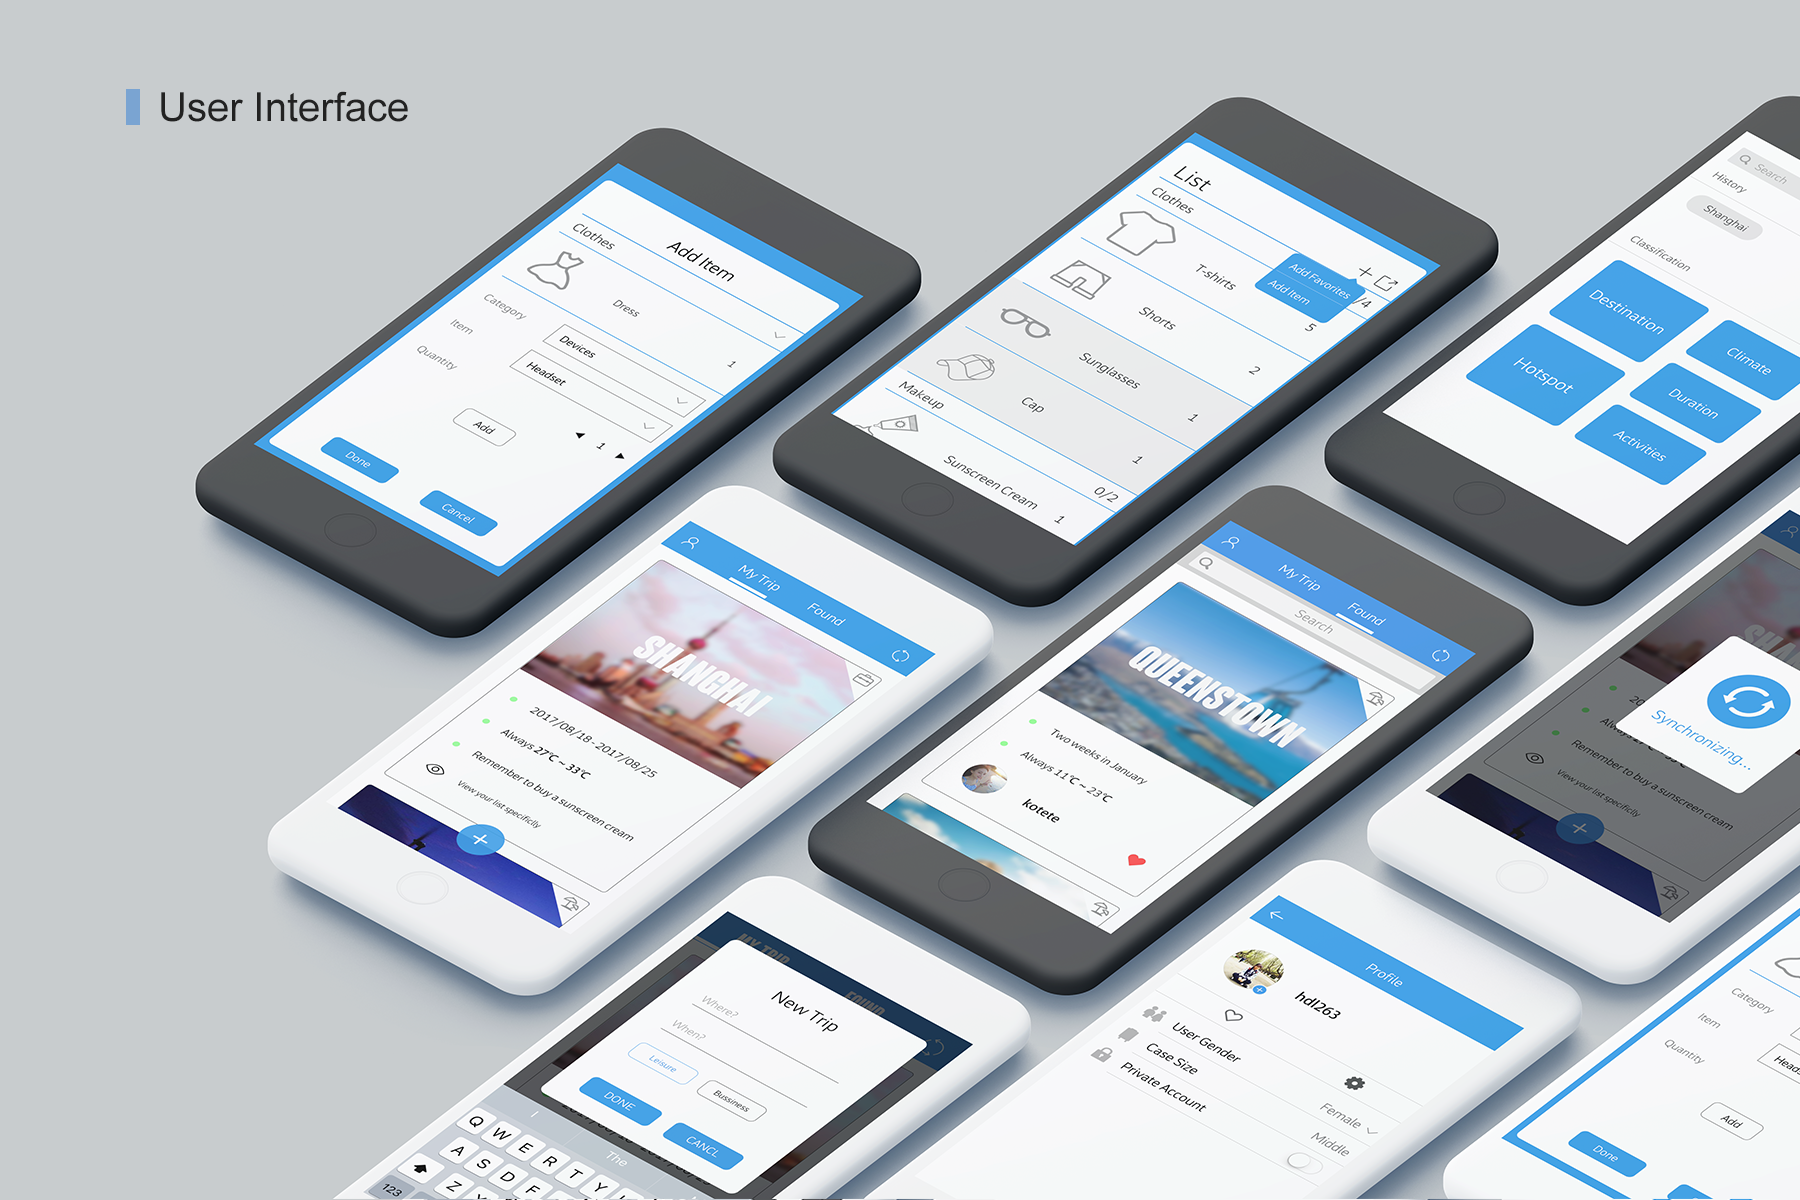 User Interface
Add Item
Clothes
Dress
1
Category
Devices
Item
Headset
Quantity
1
Add
Done
Cancel
List
Clothes
Add Favorites
Add Item
/4
T-shirts
5
Shorts
2
Sunglasses
1
Cap
1
Makeup
0/2
Sunscreen Cream
1
Search
History
Shanghai
Classification
Destination
Climate
Hotspot
Duration
Activities
My Trip
Found
SHANGHAI
2017/08/18 - 2017/08/25
Always 27℃ ~ 33℃
Remember to buy a sunscreen cream
View your list specificlly
My Trip
Found
Search
QUEENSTOWN
Two weeks in January
Always 11℃ ~ 23℃
kotete
Synchronizing...
Remember to buy a sunscreen cream
View your list specificlly
MY TRIP
FOUND
New Trip
Where?
When?
Leisure
Bussiness
DONE
CANCL
I
The
Q W E R T Y
A S D F
Z
123
Profile
hdl263
User Gender
Female
Case Size
Middle
Private Account
Category
Item
Quantity
Add
Done